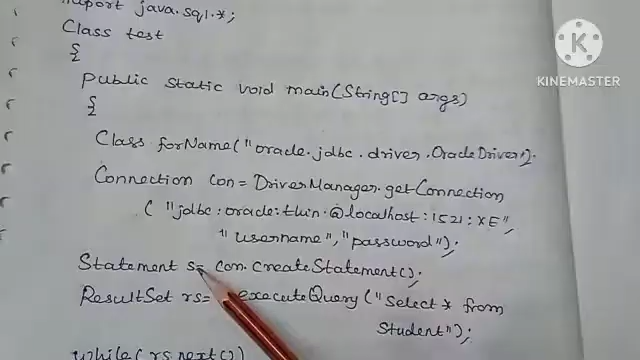 import java.sql.*;
Class test
{
public static void main(String[] args)
{
Class forName("oracle.jdbc.driver.OracleDriver");
Connection con = DriverManager.getConnection
("jdbc:oracle:thin.@localhost:1521:XE",
"username","password");
Statement s= con.createStatement();
ResultSet rs= executeQuery("Select * from
Student");
while(rs.next()
KINEMASTER